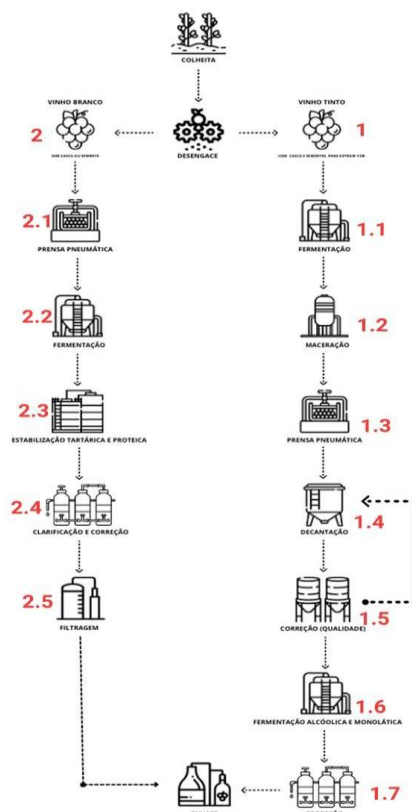 COLHEITA
VINHO BRANCO
VINHO TINTO
2
1
DESENGACE
SEM CASCA OU SEMENTE
COM CASCA E SEMENTES, PARA EXTRAIR COR
2.1
1.1
PRENSA PNEUMÁTICA
FERMENTAÇÃO
2.2
1.2
FERMENTAÇÃO
MACERAÇÃO
2.3
1.3
ESTABILIZAÇÃO TARTÁRICA E PROTEICA
PRENSA PNEUMÁTICA
2.4
1.4
CLARIFICAÇÃO E CORREÇÃO
DECANTAÇÃO
2.5
1.5
FILTRAGEM
CORREÇÃO (QUALIDADE)
1.6
FERMENTAÇÃO ALCÓOLICA E MONOLÁTICA
1.7